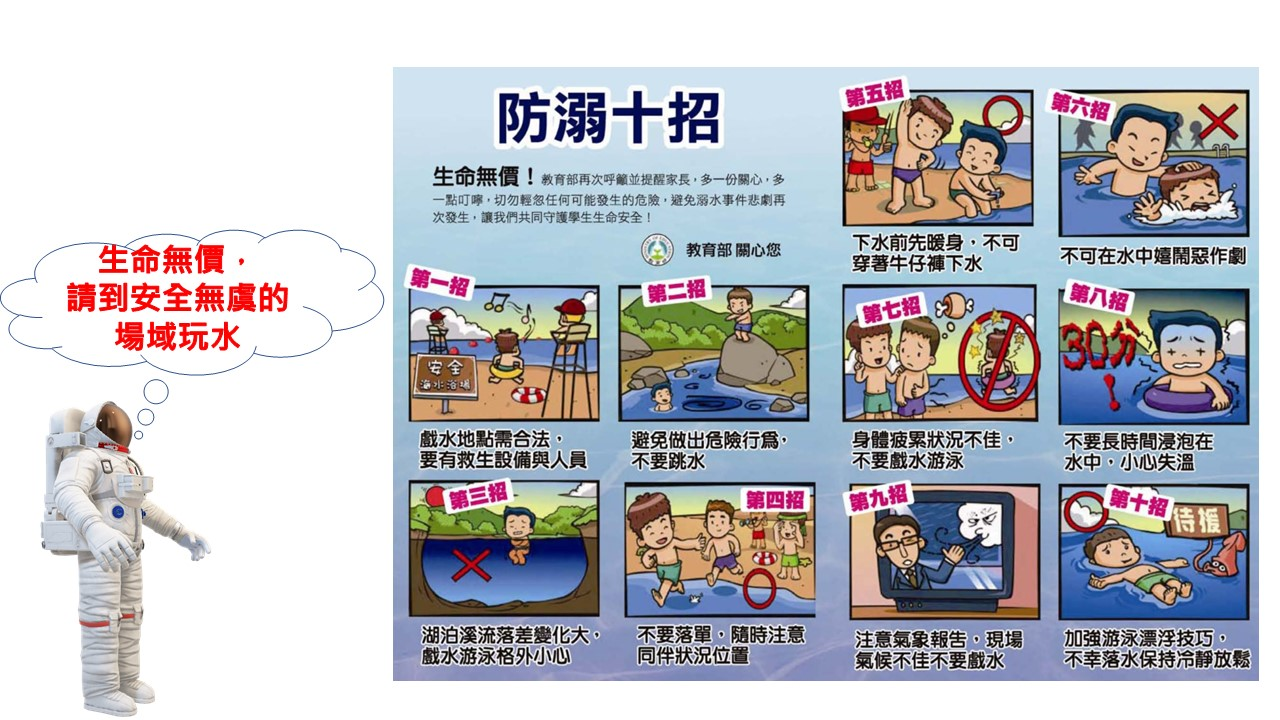 生命無價，
請到安全無虞的
場域玩水
防溺十招
生命無價！教育部再次呼籲並提醒家長，多一份關心，多
一點叮嚀，切勿輕忽任何可能發生的危險，避免溺水事件悲劇再
次發生，讓我們共同守護學生生命安全！
教育部 關心您
第一招
安全
海水浴場
戲水地點需合法，
要有救生設備與人員
第二招
避免做出危險行為，
不要跳水
第三招
湖泊溪流落差變化大，
戲水游泳格外小心
第四招
不要落單，隨時注意
同伴狀況位置
第五招
下水前先暖身，不可
穿著牛仔褲下水
第六招
不可在水中嬉鬧惡作劇
第七招
身體疲累狀況不佳，
不要戲水游泳
第八招
30分
！
不要長時間浸泡在
水中，小心失溫
第九招
注意氣象報告，現場
氣候不佳不要戲水
第十招
待援
加強游泳漂浮技巧，
不幸落水保持冷靜放鬆